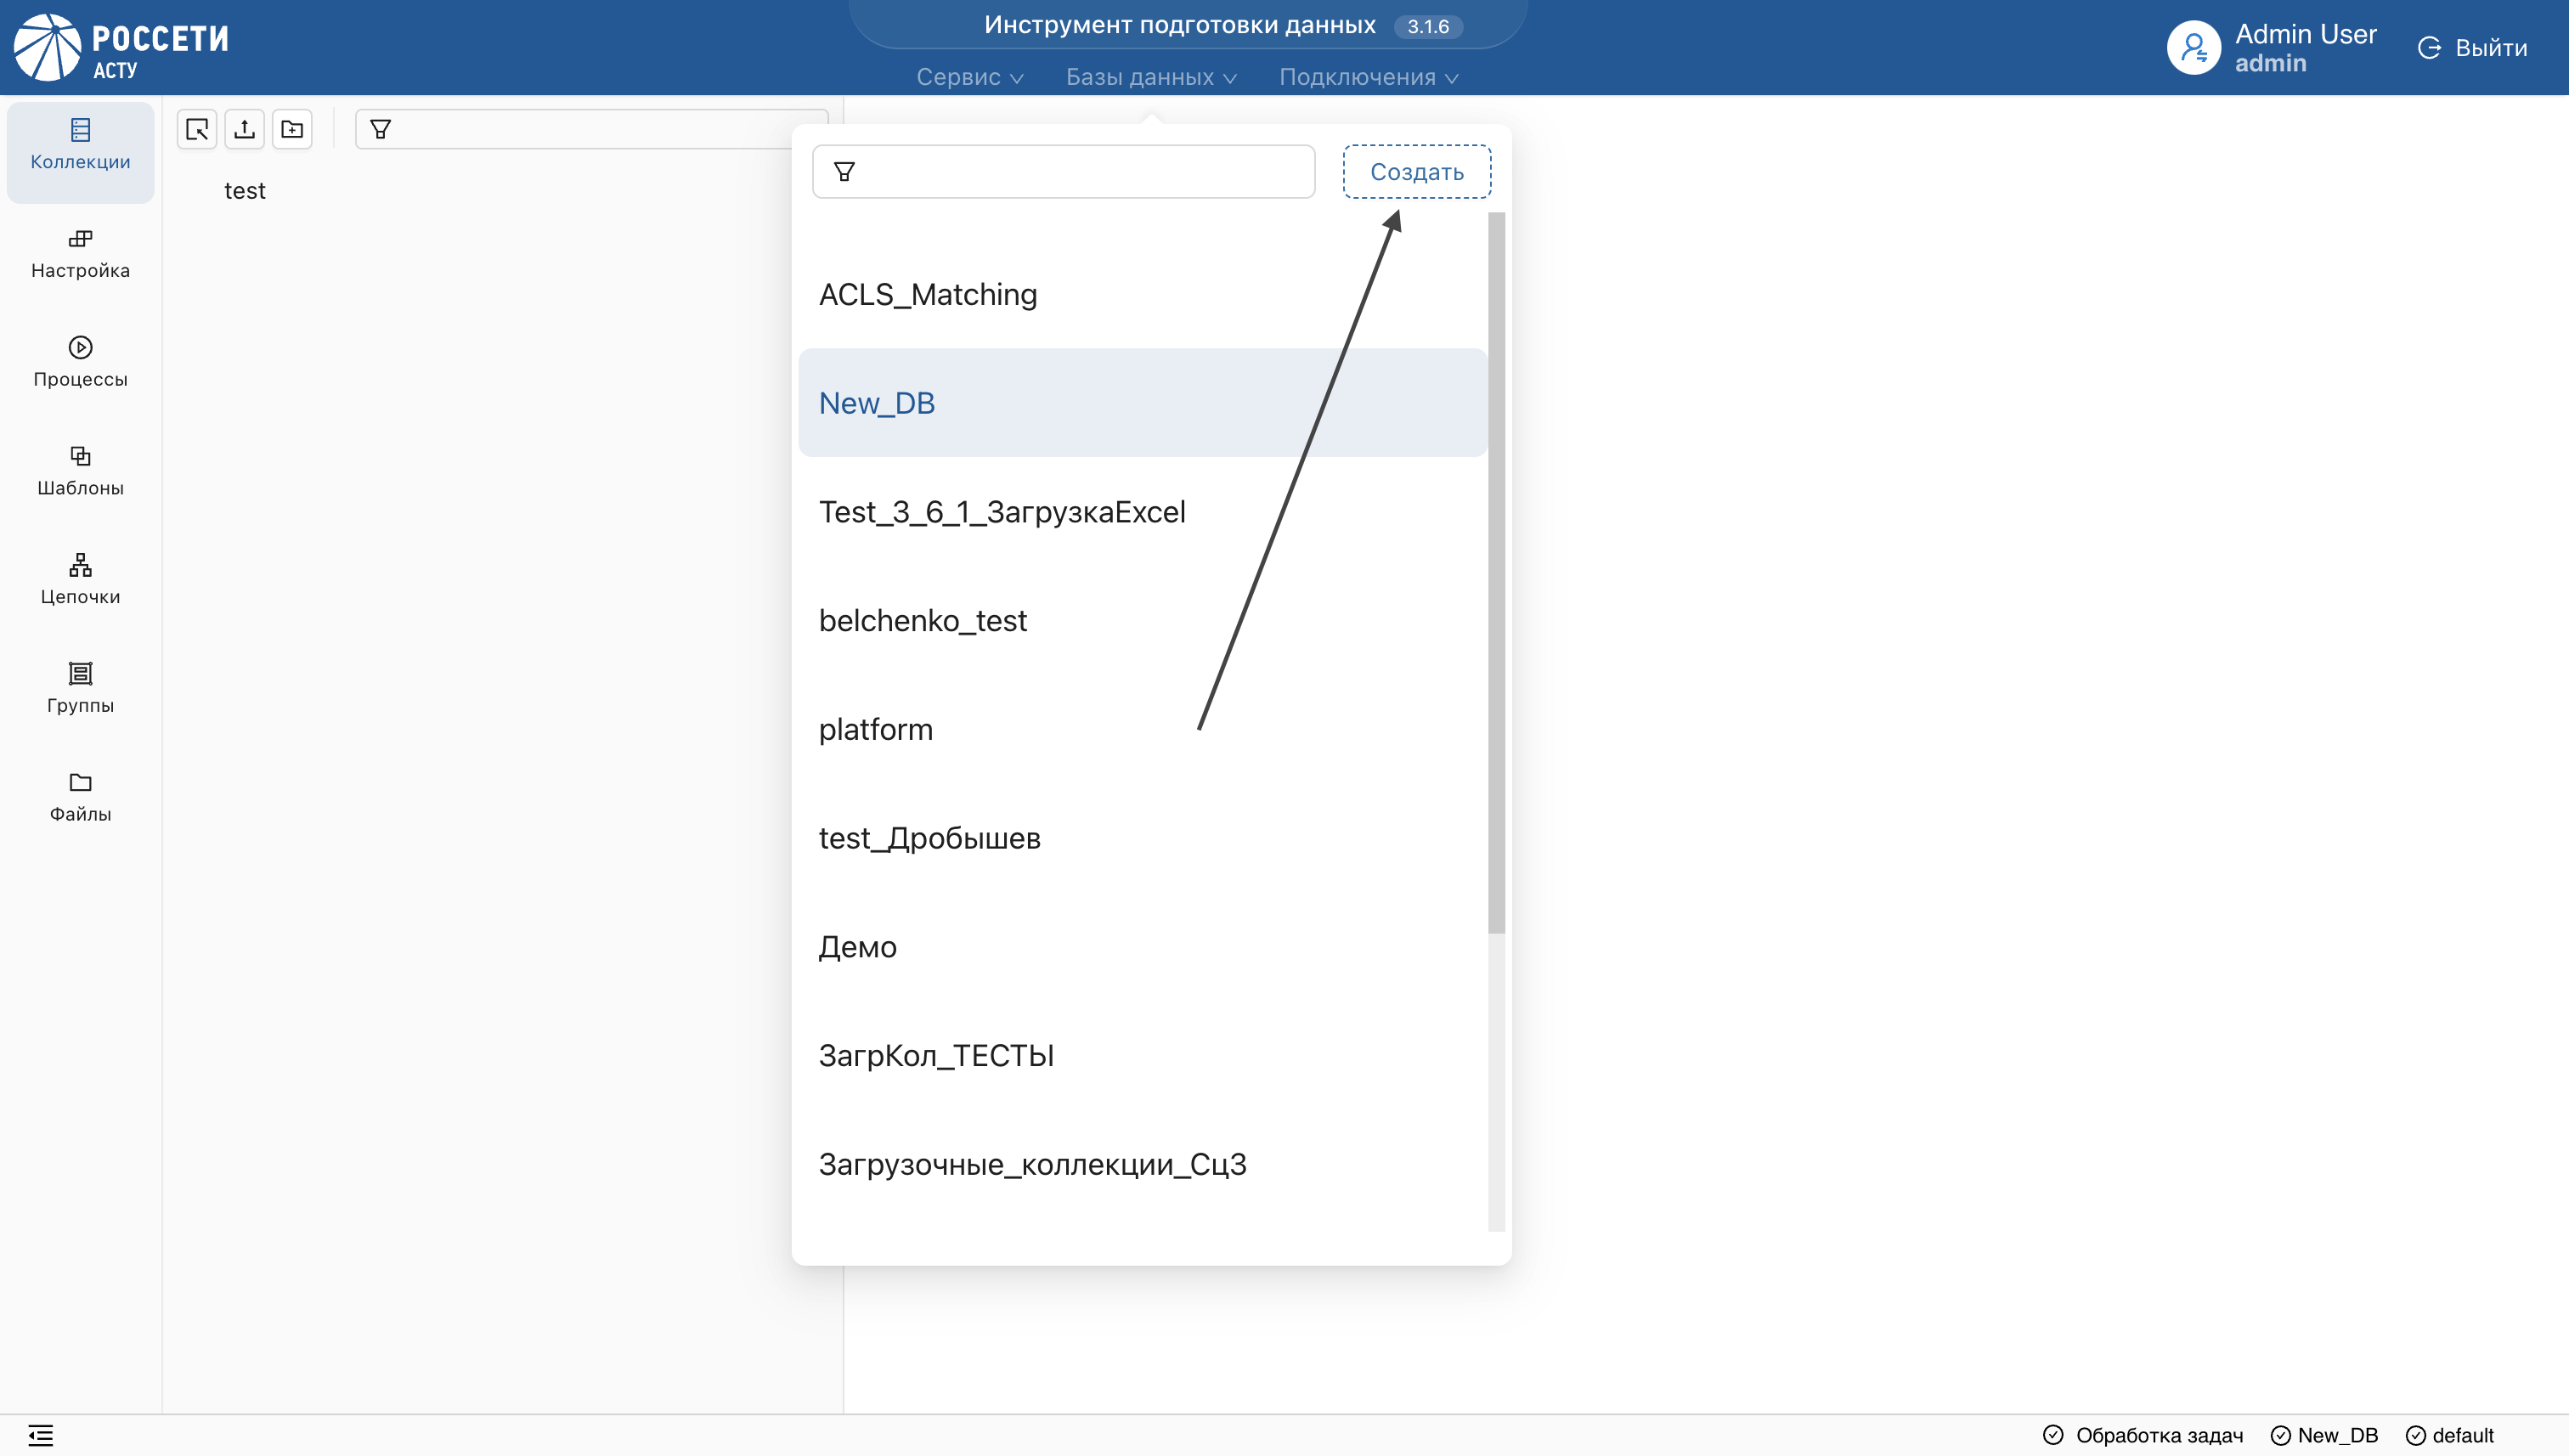 РОССЕТИ
АСТУ
Инструмент подготовки данных 3.1.6
Сервис Базы данных Подключения
Admin User
admin
Выйти
Коллекции
Настройка
Процессы
Шаблоны
Цепочки
Группы
Файлы
test
Создать
ACLS_Matching
New_DB
Test_3_6_1_ЗагрузкаExcel
belchenko_test
platform
test_Дробышев
Демо
ЗагрКол_ТЕСТЫ
Загрузочные_коллекции_Сц3
Обработка задач New_DB default